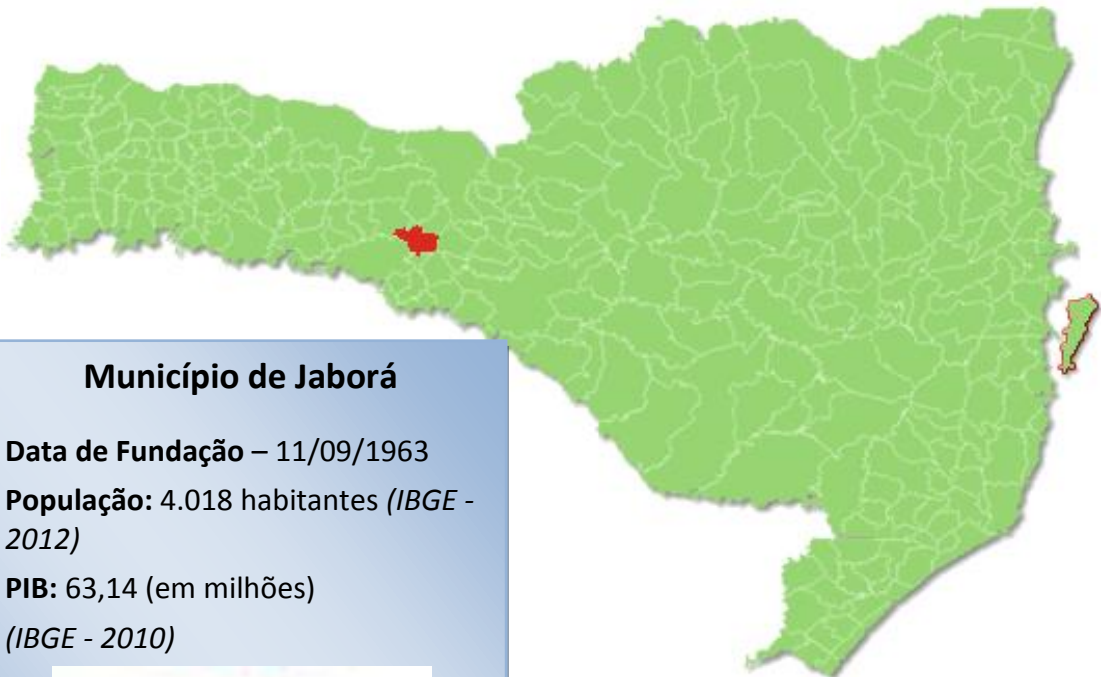 Município de Jaborá
Data de Fundação – 11/09/1963
População: 4.018 habitantes (IBGE -
2012)
PIB: 63,14 (em milhões)
(IBGE - 2010)